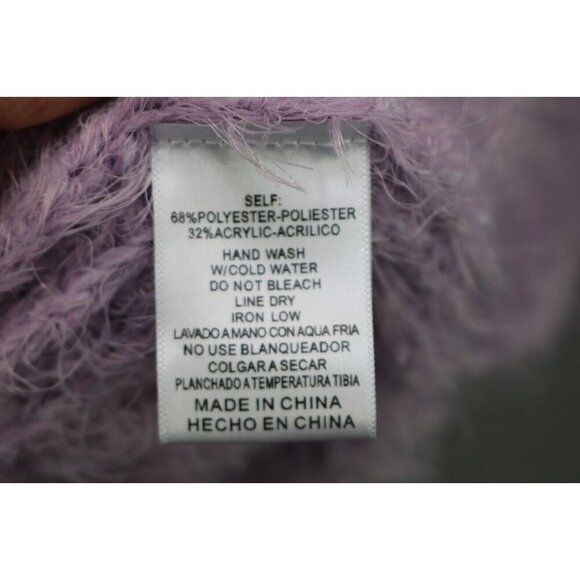 SELF:
68%POLYESTER-POLIESTER
32%ACRYLIC-ACRILICO
HAND WASH
W/COLD WATER
DO NOT BLEACH
LINE DRY
IRON LOW
LAVADO A MANO CON AQUA FRIA
NO USE BLANQUEADOR
COLGAR A SECAR
PLANCHADO A TEMPERATURA TIBIA
MADE IN CHINA
HECHO EN CHINA